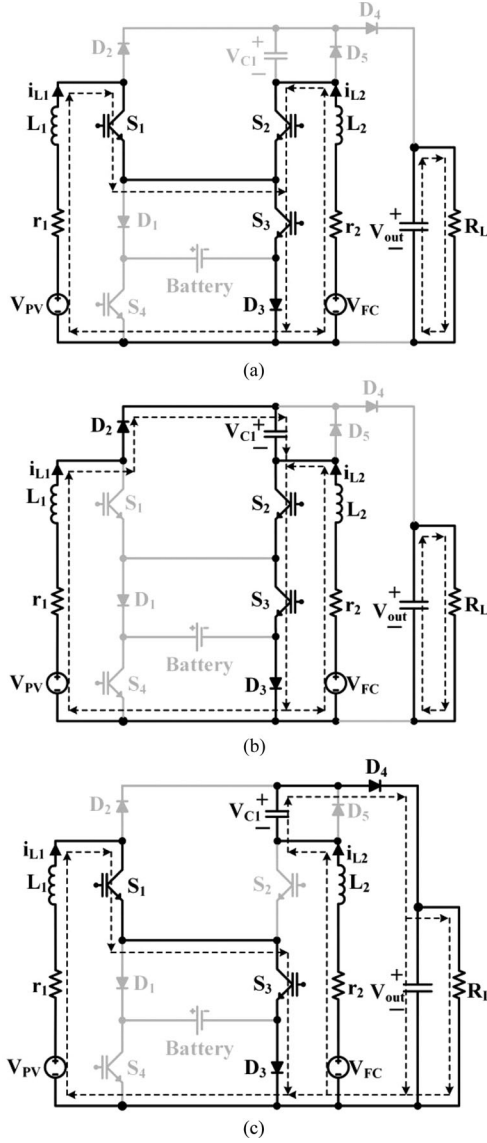 D4
D2
VC1
+
−
D5
iL1
iL2
L1
S1
S2
L2
S3
r1
D1
r2
Vout
+
−
RL
Battery
+
-
VPV
S4
D3
VFC
(a)
D4
D2
VC1
+
−
D5
iL1
iL2
L1
S1
S2
L2
r1
D1
S3
r2
Vout
+
−
RL
Battery
+
-
VPV
S4
D3
VFC
(b)
D4
D2
VC1
+
−
D5
iL1
iL2
L1
S1
S2
L2
r1
D1
S3
r2
Vout
+
−
Battery
+
-
VPV
S4
D3
VFC
(c)